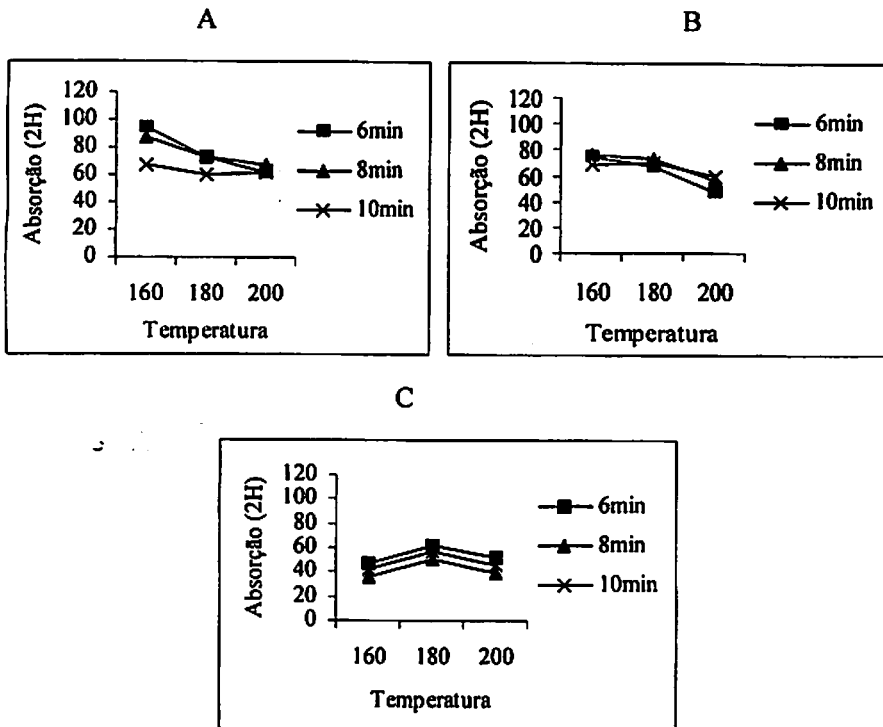 A
120
100
80
60
40
20
0
Absorção (2H)
160 180 200
Temperatura
6min
8min
10min
B
120
100
80
60
40
20
0
Absorção (2H)
160 180 200
Temperatura
6min
8min
10min
C
120
100
80
60
40
20
0
Absorção (2H)
160 180 200
Temperatura
6min
8min
10min